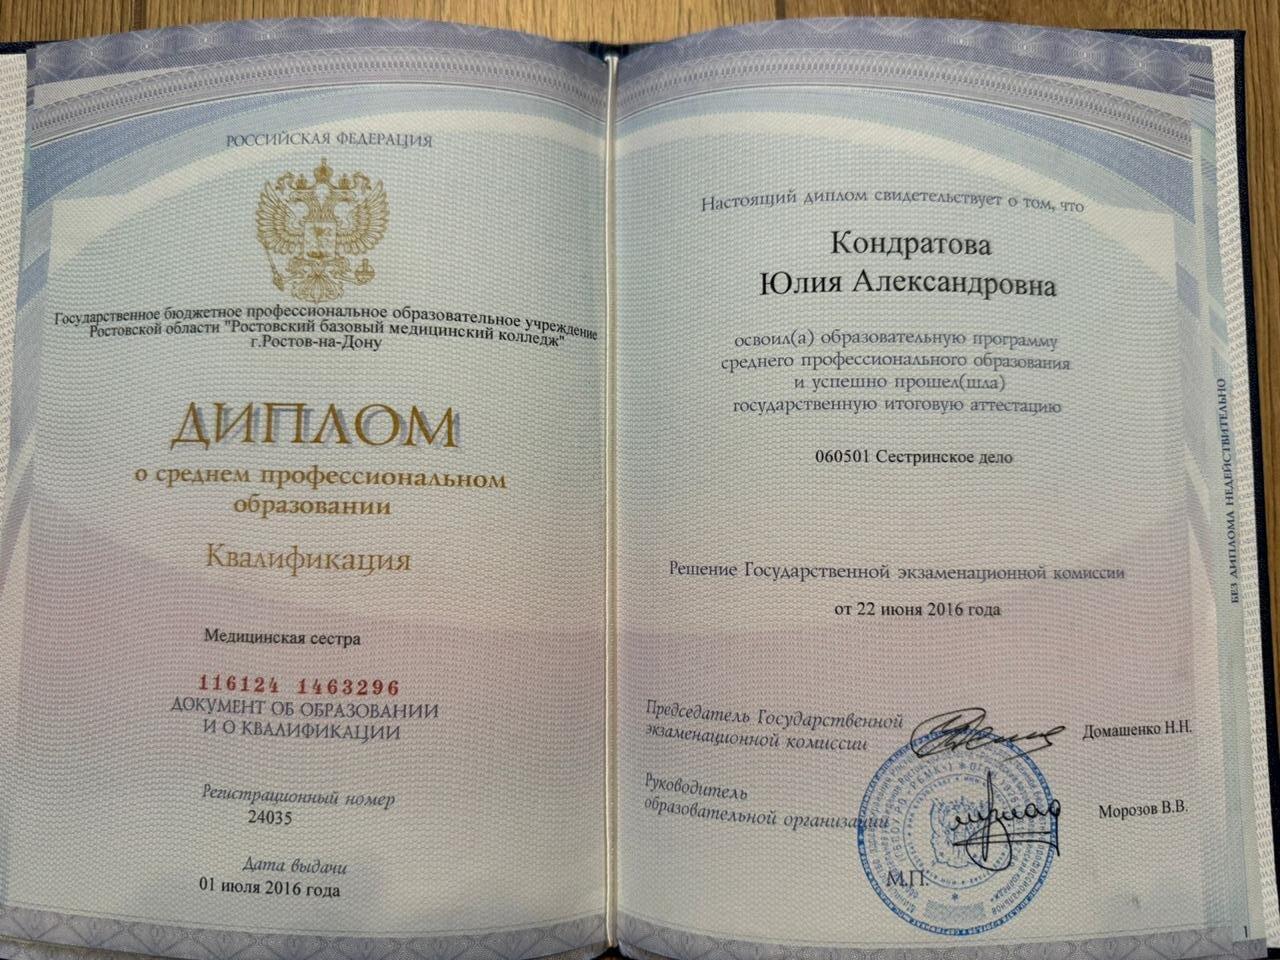 РОССИЙСКАЯ ФЕДЕРАЦИЯ
Государственное бюджетное профессиональное образовательное учреждение
Ростовской области "Ростовский базовый медицинский колледж"
г.Ростов-на-Дону
ДИПЛОМ
о среднем профессиональном
образовании
Квалификация
Медицинская сестра
116124 1463296
ДОКУМЕНТ ОБ ОБРАЗОВАНИИ
И О КВАЛИФИКАЦИИ
Регистрационный номер
24035
Дата выдачи
01 июля 2016 года
Настоящий диплом свидетельствует о том, что
Кондратова
Юлия Александровна
освоил(а) образовательную программу
среднего профессионального образования
и успешно прошел(шла)
государственную итоговую аттестацию
060501 Сестринское дело
Решение Государственной экзаменационной комиссии
от 22 июня 2016 года
Председатель Государственной
экзаменационной комиссии
Домашенко Н.Н.
Руководитель
образовательной организации
Морозов В.В.
М.П.
БЕЗ ДИПЛОМА НЕДЕЙСТВИТЕЛЬНО
1